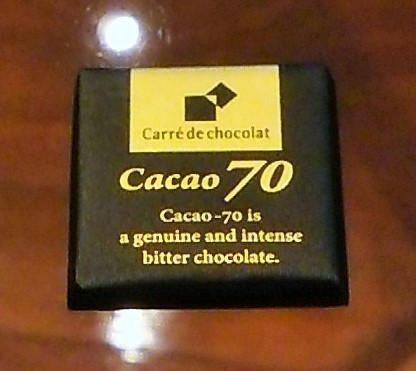 Carré de chocolat
Cacao 70
Cacao-70 is
a genuine and intense
bitter chocolate.